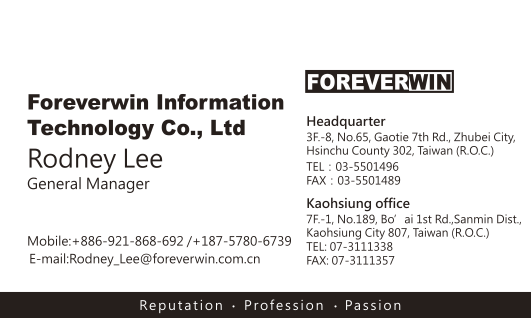 Foreverwin Information
Technology Co., Ltd
Rodney Lee
General Manager
Mobile:+886-921-868-692 /+187-5780-6739
E-mail:Rodney_Lee@foreverwin.com.cn
FOREVERWIN
Headquarter
3F.-8, No.65, Gaotie 7th Rd., Zhubei City,
Hsinchu County 302, Taiwan (R.O.C.)
TEL : 03-5501496
FAX : 03-5501489
Kaohsiung office
7F.-1, No.189, Bo’ ai 1st Rd.,Sanmin Dist.,
Kaohsiung City 807, Taiwan (R.O.C.)
TEL: 07-3111338
FAX: 07-3111357
Reputation · Profession · Passion